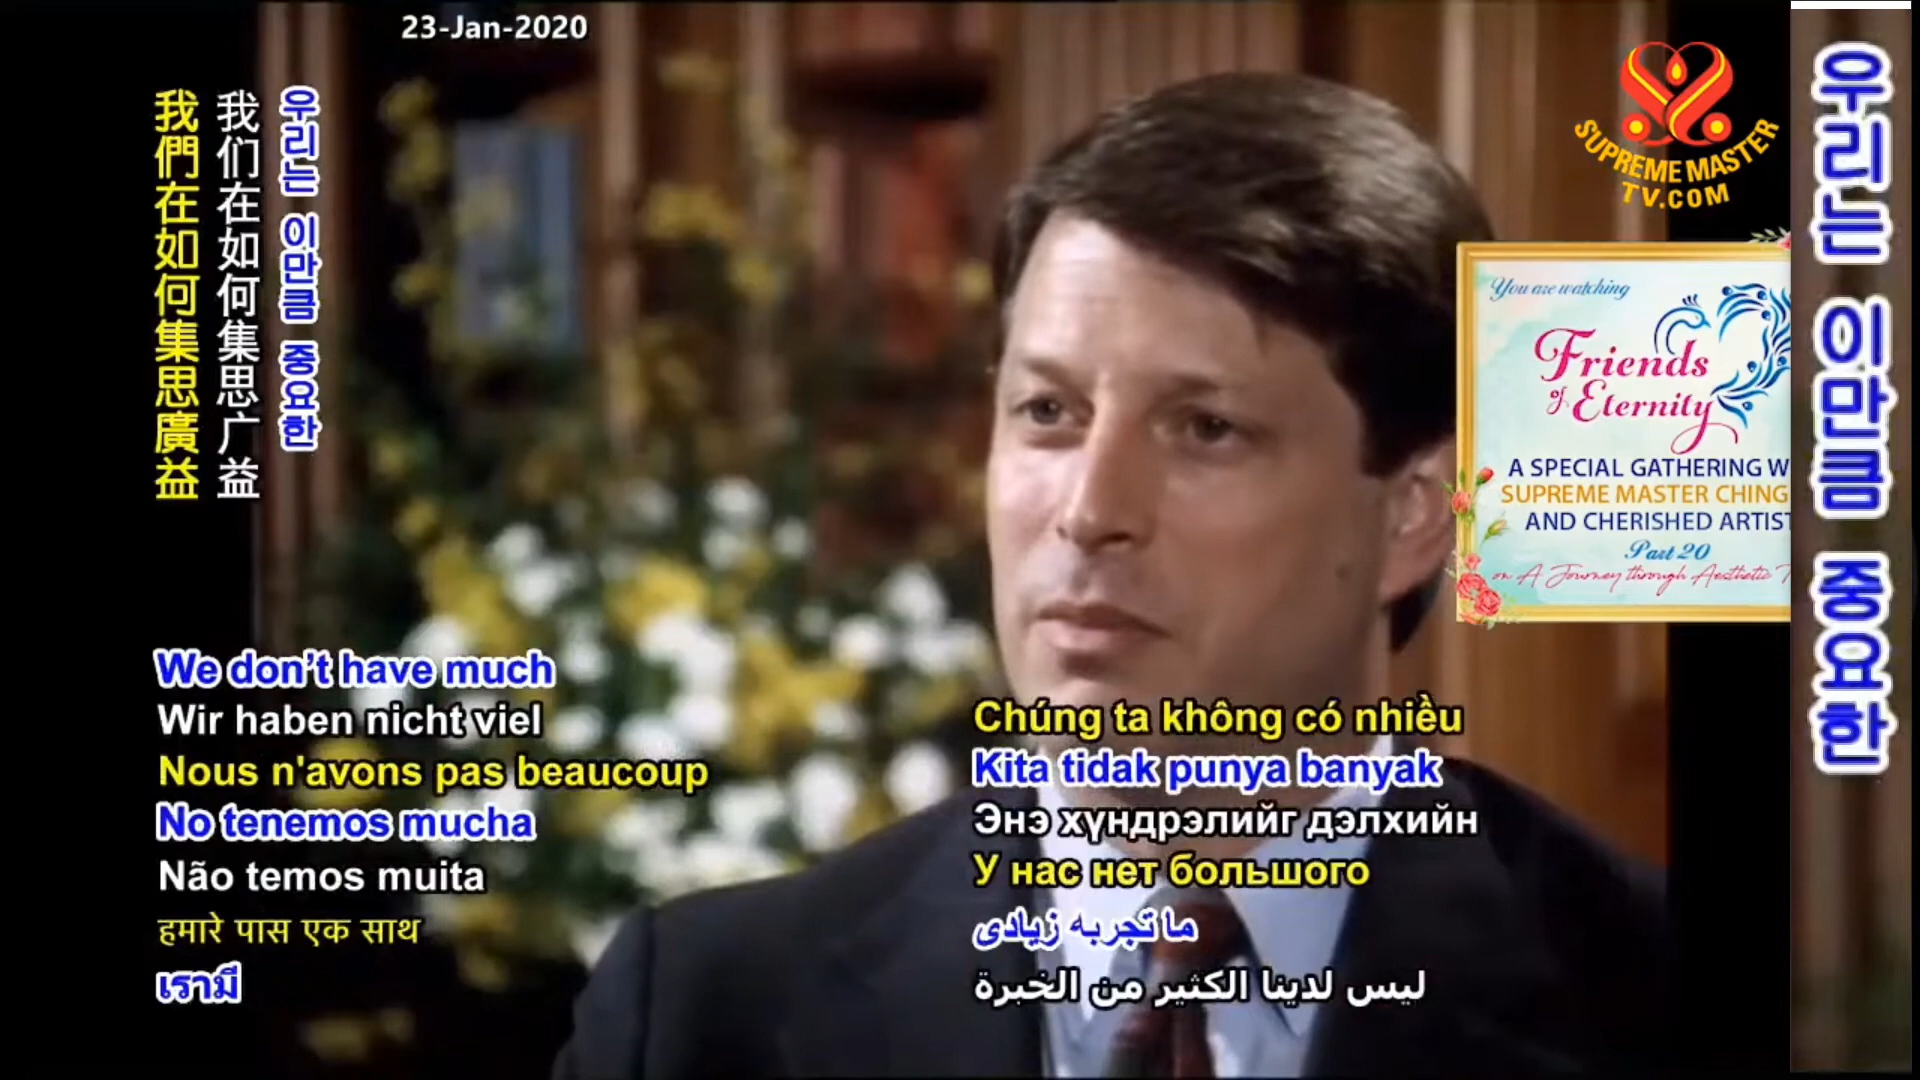 23-Jan-2020
SUPREME MASTER
TV.COM
우리는 이만큼 중요한
我们在如何集思广益
我們在如何集思廣益
우리는 이만큼 중요한
You are watching
Friends
of Eternity
A SPECIAL GATHERING W
SUPREME MASTER CHING
AND CHERISHED ARTIST
Part 20
on A Journey through Aesthetic
We don't have much
Wir haben nicht viel
Nous n'avons pas beaucoup
No tenemos mucha
Não temos muita
हमारे पास एक साथ
เรามี
Chúng ta không có nhiều
Kita tidak punya banyak
Энэ хүндрэлийг дэлхийн
У нас нет большого
ما تجربه زیادی
ليس لدينا الكثير من الخبرة